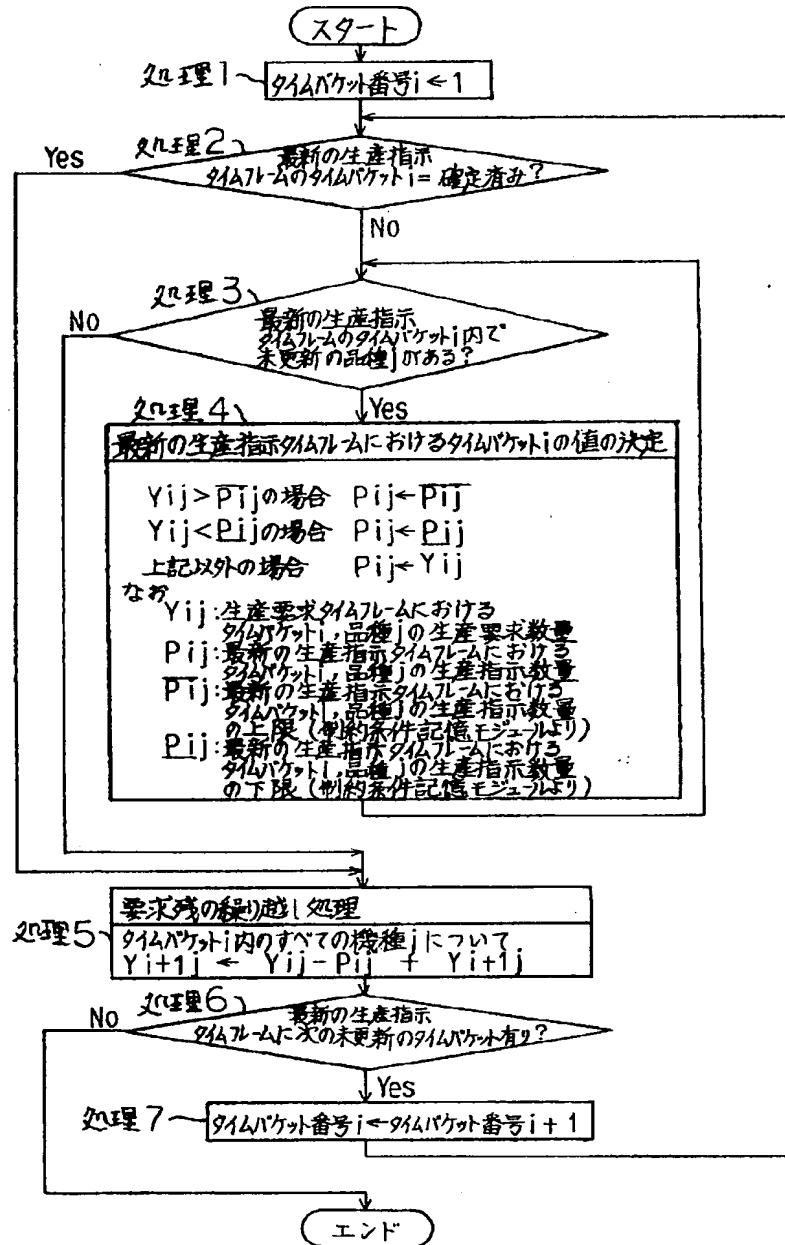 スタート
処理1
タイムバケット番号i←1
処理2
最新の生産指示
タイムフレームのタイムバケットi=確定済み?
Yes
No
処理3
最新の生産指示
タイムフレームのタイムバケットi内で
未更新の品種jがある?
No
Yes
処理4
最新の生産指示タイムフレームにおけるタイムバケットiの値の決定
Yij>P̅i̅j̅の場合 Pij←P̅i̅j̅
Yij<P̲i̲j̲の場合 Pij←P̲i̲j̲
上記以外の場合 Pij←Yij
なお
Yij:生産要求タイムフレームにおける
タイムバケットi,品種jの生産要求数量
Pij:最新の生産指示タイムフレームにおける
タイムバケットi,品種jの生産指示数量
P̅i̅j̅:最新の生産指示タイムフレームにおける
タイムバケットi,品種jの生産指示数量
の上限(制約条件記憶モジュールより)
P̲i̲j̲:最新の生産指示タイムフレームにおける
タイムバケットi,品種jの生産指示数量
の下限(制約条件記憶モジュールより)
要求残の繰り越し処理
処理5
タイムバケットi内のすべての機種jについて
Yi+1j ← Yij-Pij + Yi+1j
処理6
最新の生産指示
タイムフレームに次の未更新のタイムバケット有り?
No
Yes
処理7
タイムバケット番号i←タイムバケット番号i+1
エンド